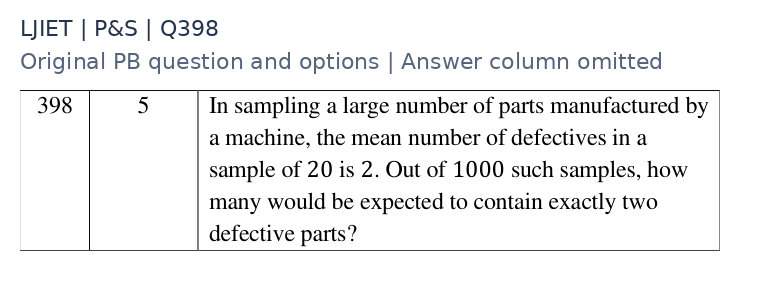 LJIET | P&S | Q398
Original PB question and options | Answer column omitted
398 5 In sampling a large number of parts manufactured by
a machine, the mean number of defectives in a
sample of 20 is 2. Out of 1000 such samples, how
many would be expected to contain exactly two
defective parts?